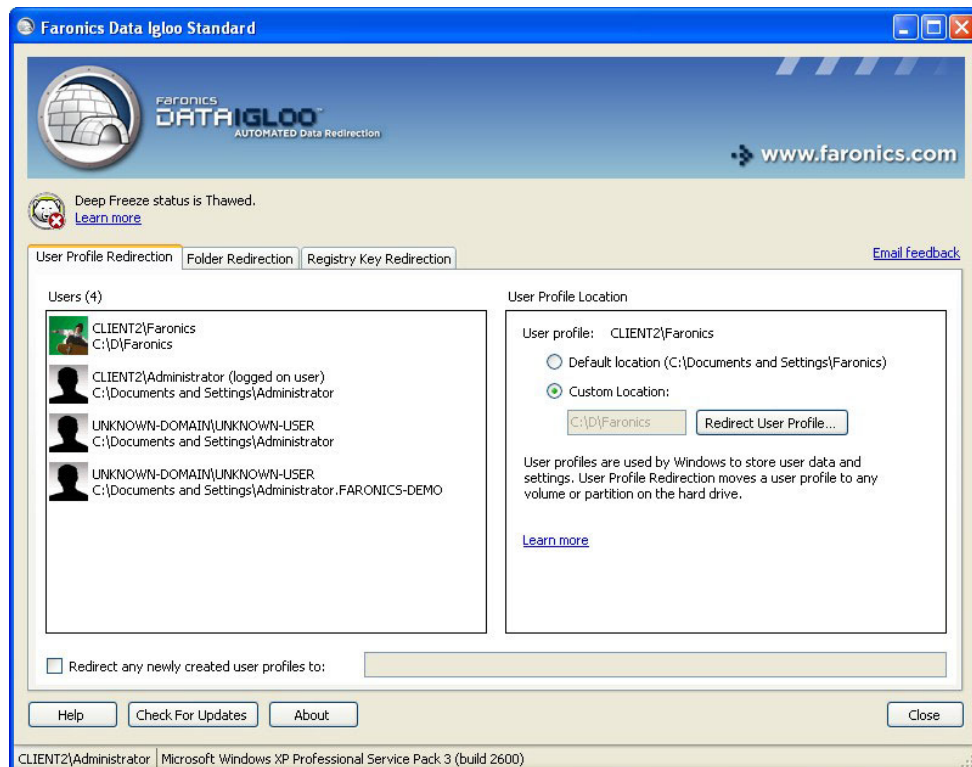 Faronics Data Igloo Standard
FARONICS
DATAIGLOO™
AUTOMATED Data Redirection
www.faronics.com
Deep Freeze status is Thawed.
Learn more
User Profile Redirection
Folder Redirection
Registry Key Redirection
Email feedback
Users (4)
CLIENT2\Faronics
C:\D\Faronics
CLIENT2\Administrator (logged on user)
C:\Documents and Settings\Administrator
UNKNOWN-DOMAIN\UNKNOWN-USER
C:\Documents and Settings\Administrator
UNKNOWN-DOMAIN\UNKNOWN-USER
C:\Documents and Settings\Administrator.FARONICS-DEMO
User Profile Location
User profile: CLIENT2\Faronics
Default location (C:\Documents and Settings\Faronics)
Custom Location:
C:\D\Faronics
Redirect User Profile...
User profiles are used by Windows to store user data and
settings. User Profile Redirection moves a user profile to any
volume or partition on the hard drive.
Learn more
Redirect any newly created user profiles to:
Help
Check For Updates
About
Close
CLIENT2\Administrator
Microsoft Windows XP Professional Service Pack 3 (build 2600)